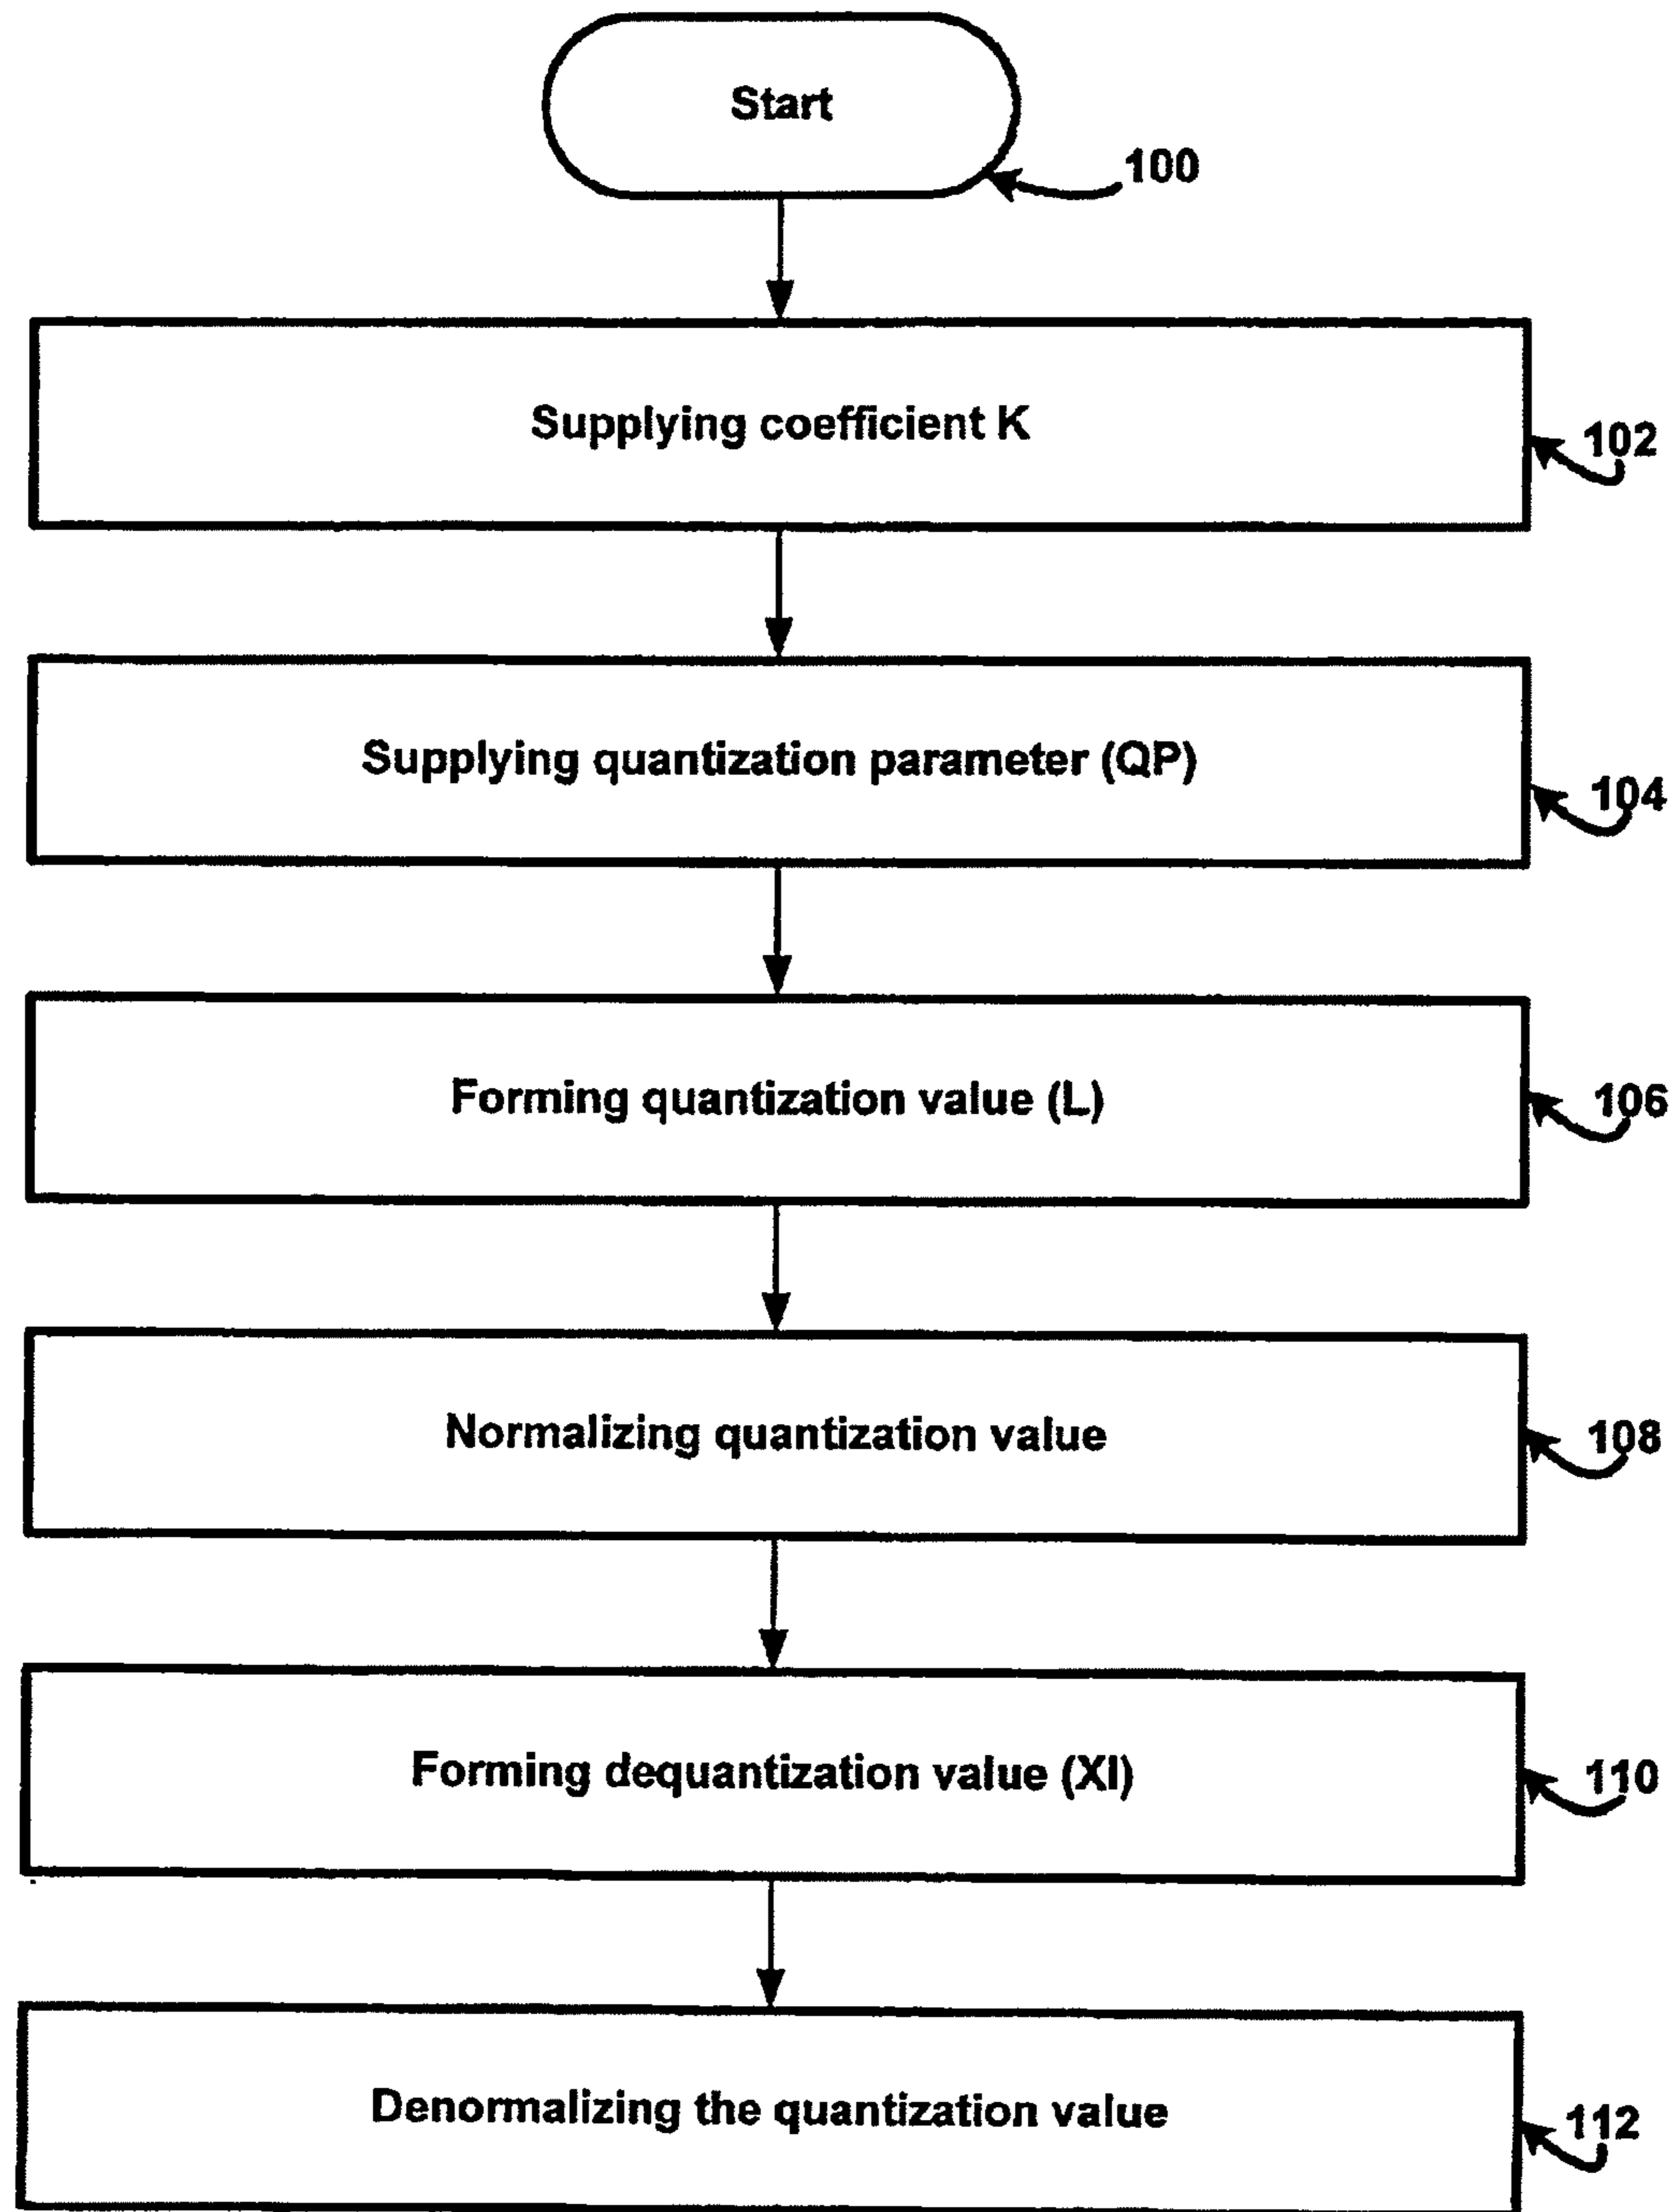 Start
100
Supplying coefficient K
102
Supplying quantization parameter (QP)
104
Forming quantization value (L)
106
Normalizing quantization value
108
Forming dequantization value (XI)
110
Denormalizing the quantization value
112